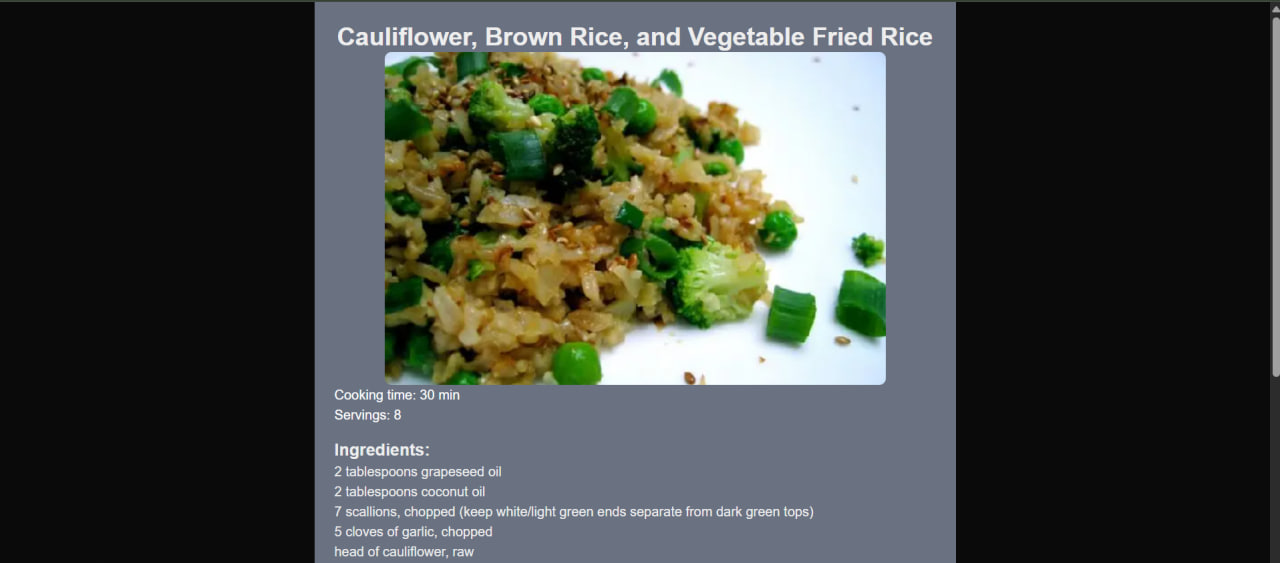 Cauliflower, Brown Rice, and Vegetable Fried Rice
Cooking time: 30 min
Servings: 8
Ingredients:
2 tablespoons grapeseed oil
2 tablespoons coconut oil
7 scallions, chopped (keep white/light green ends separate from dark green tops)
5 cloves of garlic, chopped
head of cauliflower, raw